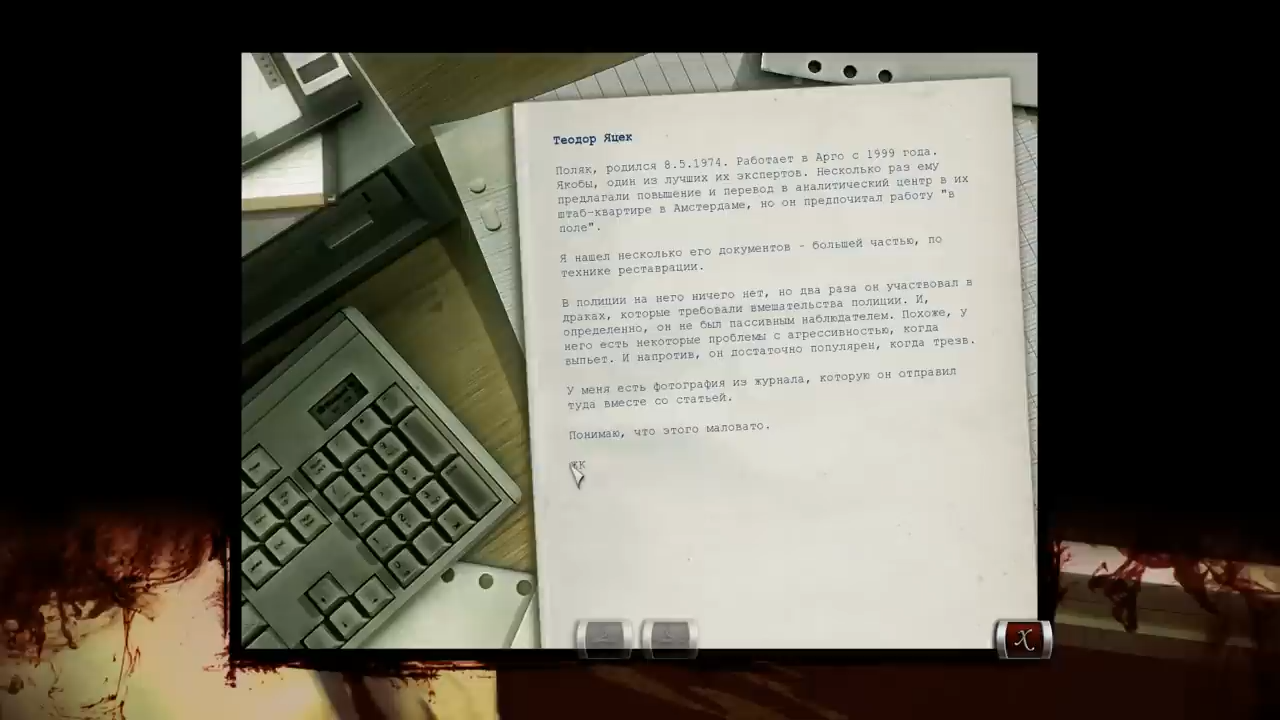 Теодор Яцек
Поляк, родился 8.5.1974. Работает в Арго с 1999 года.
Якобы, один из лучших их экспертов. Несколько раз ему
предлагали повышение и перевод в аналитический центр в их
штаб-квартире в Амстердаме, но он предпочитал работу "в
поле".
Я нашел несколько его документов - большей частью, по
технике реставрации.
В полиции на него ничего нет, но два раза он участвовал в
драках, которые требовали вмешательства полиции. И,
определенно, он не был пассивным наблюдателем. Похоже, у
него есть некоторые проблемы с агрессивностью, когда
выпьет. И напротив, он достаточно популярен, когда трезв.
У меня есть фотография из журнала, которую он отправил
туда вместе со статьей.
Понимаю, что этого маловато.
X